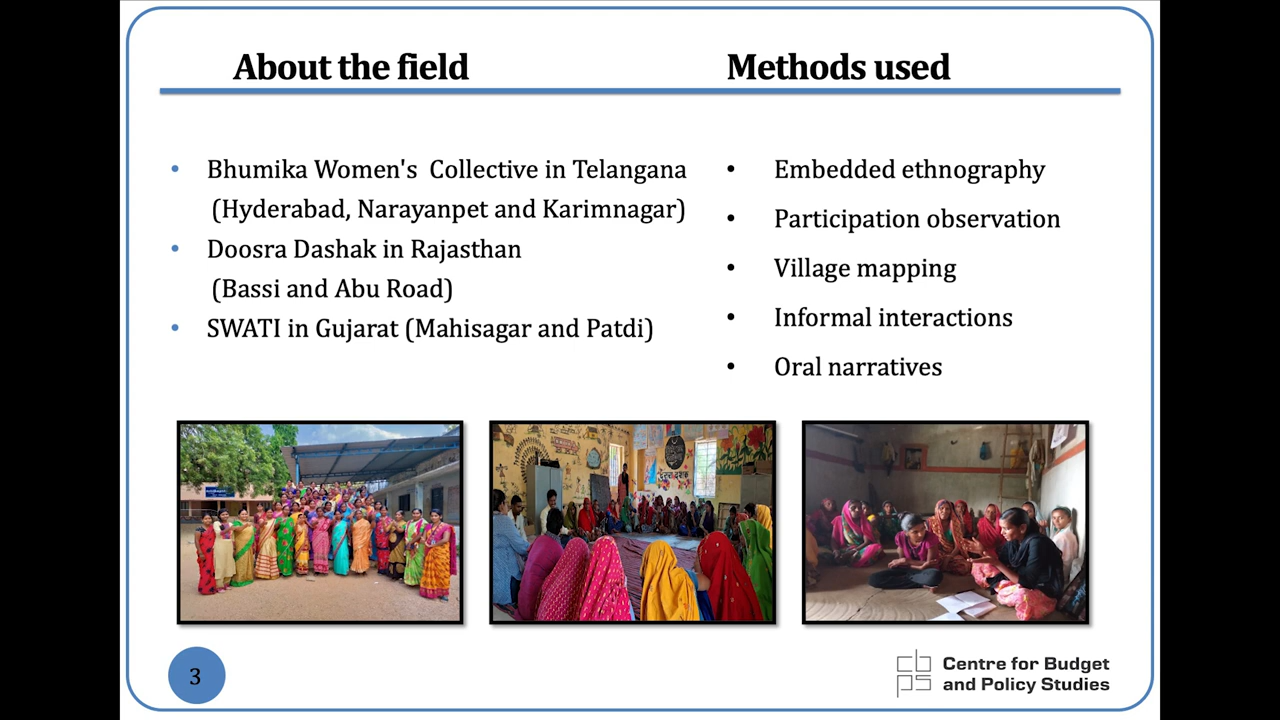 About the field
Methods used
Bhumika Women's Collective in Telangana
(Hyderabad, Narayanpet and Karimnagar)
Doosra Dashak in Rajasthan
(Bassi and Abu Road)
SWATI in Gujarat (Mahisagar and Patdi)
Embedded ethnography
Participation observation
Village mapping
Informal interactions
Oral narratives
3
cb
ps
Centre for Budget
and Policy Studies